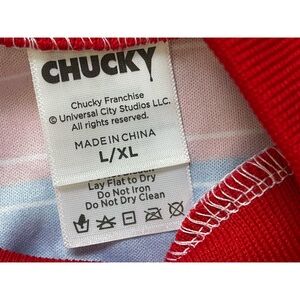 CHUCKY
Chucky Franchise
© Universal City Studios LLC.
All rights reserved.
MADE IN CHINA
L/XL
Lay Flat to Dry
Do Not Iron
Do Not Dry Clean